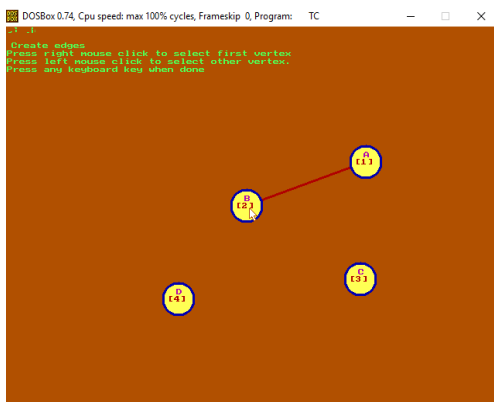 DOSBox 0.74, Cpu speed: max 100% cycles, Frameskip 0, Program: TC
Create edges
Press right mouse click to select first vertex
Press left mouse click to select other vertex.
Press any keyboard key when done
A
[1]
B
[2]
C
[3]
D
[4]